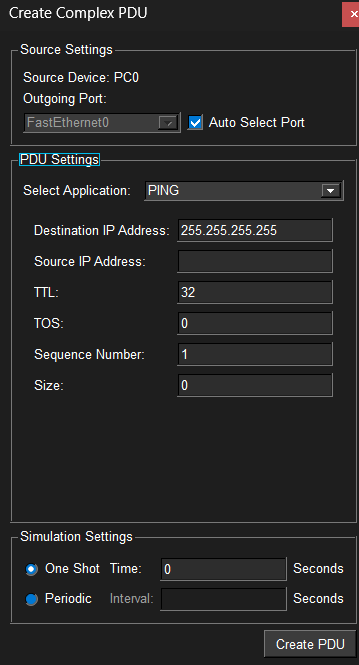 Create Complex PDU
Source Settings
Source Device: PC0
Outgoing Port:
FastEthernet0 Auto Select Port
PDU Settings
Select Application: PING
Destination IP Address: 255.255.255.255
Source IP Address:
TTL: 32
TOS: 0
Sequence Number: 1
Size: 0
Simulation Settings
One Shot Time: 0 Seconds
Periodic Interval: Seconds
Create PDU